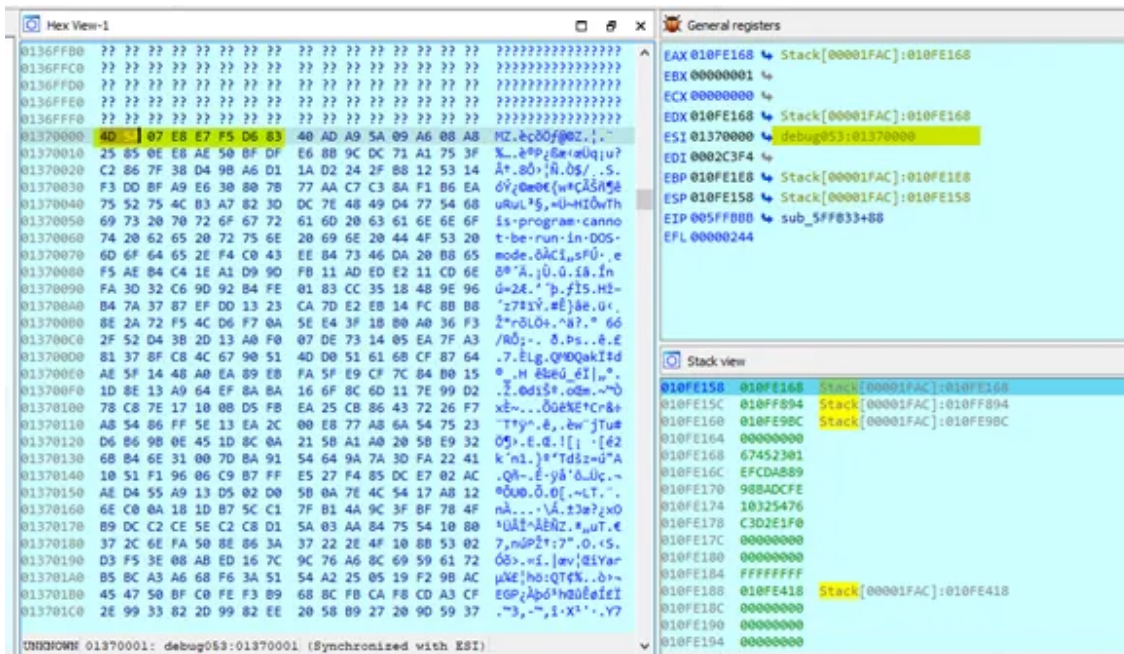 Hex View-1
0136FFB0 ?? ?? ?? ?? ?? ?? ?? ?? ?? ?? ?? ?? ?? ?? ?? ?? ????????????????
0136FFC0 ?? ?? ?? ?? ?? ?? ?? ?? ?? ?? ?? ?? ?? ?? ?? ?? ????????????????
0136FFD0 ?? ?? ?? ?? ?? ?? ?? ?? ?? ?? ?? ?? ?? ?? ?? ?? ????????????????
0136FFE0 ?? ?? ?? ?? ?? ?? ?? ?? ?? ?? ?? ?? ?? ?? ?? ?? ????????????????
0136FFF0 ?? ?? ?? ?? ?? ?? ?? ?? ?? ?? ?? ?? ?? ?? ?? ?? ????????????????
01370000 4D 07 E8 E7 F5 D6 83 40 AD A9 5A 09 A6 08 A8
01370010 25 85 0E E8 AE 50 BF DF E6 8B 9C DC 71 A1 75 3F
01370020 C2 86 7F 38 D4 9B A6 D1 1A D2 24 2F B8 12 53 14
01370030 F3 DD BF A9 E6 30 80 7B 77 AA C7 C3 8A F1 B6 EA
01370040 75 52 75 4C B3 A7 82 3D DC 7E 48 49 D4 77 54 68
01370050 69 73 20 70 72 6F 67 72 61 6D 20 63 61 6E 6E 6F is·program·canno
01370060 74 20 62 65 20 72 75 6E 20 69 6E 20 44 4F 53 20 t·be·run·in·DOS·
01370070 6D 6F 64 65 2E F4 C0 43 EE 84 73 46 DA 20 B8 65
01370080 F5 AE B4 C4 1E A1 D9 9D FB 11 AD ED E2 11 CD 6E
01370090 FA 3D 32 C6 9D 92 B4 FE 01 83 CC 35 18 48 9E 96
013700A0 B4 7A 37 87 EF DD 13 23 CA 7D E2 EB 14 FC 8B B8
013700B0 8E 2A 72 F5 4C D6 F7 0A 5E E4 3F 1B B0 A0 36 F3
013700C0 2F 52 D4 3B 2D 13 A0 F0 07 DE 73 14 05 EA 7F A3
013700D0 81 37 8F C8 4C 67 90 51 4D D0 51 61 6B CF 87 64
013700E0 AE 5F 14 48 A0 EA 89 EB FA 5F E9 CF 7C 84 B0 15
013700F0 1D 8E 13 A9 64 EF 8A BA 16 6F 8C 6D 11 7E 99 D2
01370100 78 C8 7E 17 10 0B D5 FB EA 25 CB 86 43 72 26 F7
01370110 A8 54 86 FF 5E 13 EA 2C 00 E8 77 A8 6A 54 75 23
01370120 D6 B6 9B 0E 45 1D 8C 0A 21 5B A1 A0 20 5B E9 32
01370130 6B B4 6E 31 00 7D BA 91 54 64 9A 7A 3D FA 22 41
01370140 10 51 F1 96 06 C9 B7 FF E5 27 F4 85 DC E7 02 AC
01370150 AE D4 55 A9 13 D5 02 D0 5B 0A 7E 4C 54 17 A8 12
01370160 6E C0 0A 18 1D B7 5C C1 7F B1 4A 9C 3F BF 78 4F
01370170 B9 DC C2 CE 5E C2 C8 D1 5A 03 AA 84 75 54 10 80
01370180 37 2C 6E FA 50 8E 86 3A 37 22 2E 4F 10 8B 53 02
01370190 D3 F5 3E 08 AB ED 16 7C 9C 76 A6 8C 69 59 61 72
013701A0 B5 BC A3 A6 68 F6 3A 51 54 A2 25 05 19 F2 9B AC
013701B0 45 47 50 BF C0 FE F3 B9 68 8C FB CA F8 CD A3 CF
013701C0 2E 99 33 82 2D 99 82 EE 20 58 B9 27 20 9D 59 37
UNKNOWN 01370001: debug053:01370001 (Synchronized with ESI)
General registers
EAX 010FE168 Stack[00001FAC]:010FE168
EBX 00000001
ECX 00000000
EDX 010FE168 Stack[00001FAC]:010FE168
ESI 01370000 debug053:01370000
EDI 0002C3F4
EBP 010FE1E8 Stack[00001FAC]:010FE1E8
ESP 010FE158 Stack[00001FAC]:010FE158
EIP 005FFBBB sub_5FFB33+88
EFL 00000244
Stack view
010FE158 010FE168 Stack[00001FAC]:010FE168
010FE15C 010FF894 Stack[00001FAC]:010FF894
010FE160 010FE9BC Stack[00001FAC]:010FE9BC
010FE164 00000000
010FE168 67452301
010FE16C EFCDAB89
010FE170 98BADCFE
010FE174 10325476
010FE178 C3D2E1F0
010FE17C 00000000
010FE180 00000000
010FE184 FFFFFFFF
010FE188 010FE418 Stack[00001FAC]:010FE418
010FE18C 00000000
010FE190 00000000
010FE194 00000000